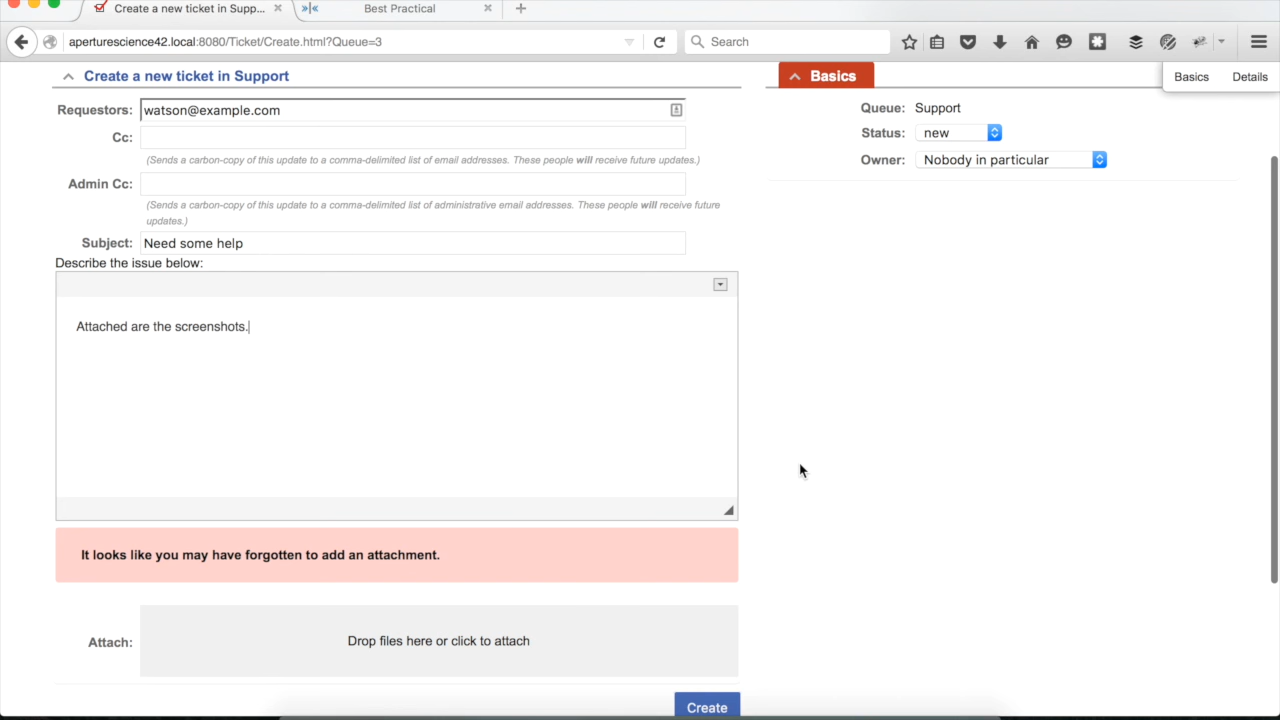 Create a new ticket in Supp...
Best Practical
aperturescience42.local:8080/Ticket/Create.html?Queue=3
Search
Create a new ticket in Support
Basics
Basics Details
Requestors: watson@example.com
Queue: Support
Cc:
Status: new
(Sends a carbon-copy of this update to a comma-delimited list of email addresses. These people will receive future updates.)
Owner: Nobody in particular
Admin Cc:
(Sends a carbon-copy of this update to a comma-delimited list of administrative email addresses. These people will receive future
updates.)
Subject: Need some help
Describe the issue below:
Attached are the screenshots.
It looks like you may have forgotten to add an attachment.
Attach: Drop files here or click to attach
Create